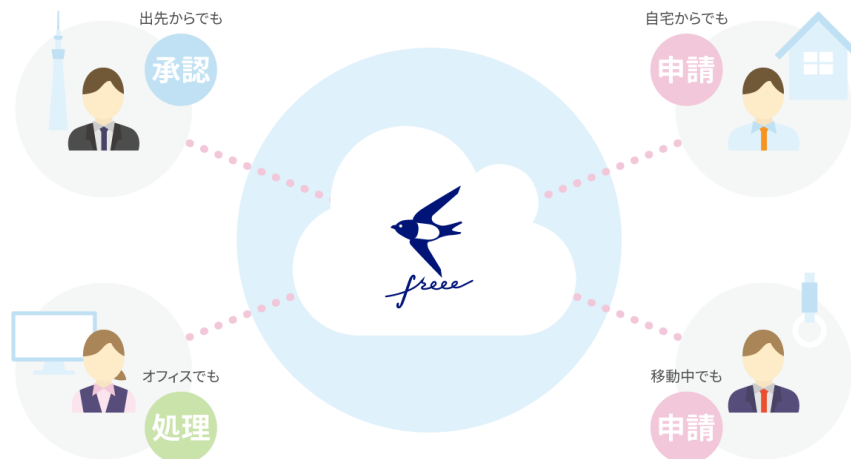 出先からでも
承認
自宅からでも
申請
freee
オフィスでも
処理
移動中でも
申請